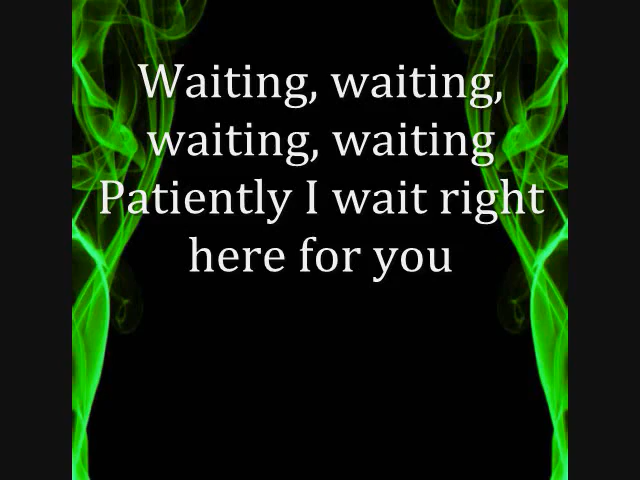 Waiting, waiting,
waiting, waiting
Patiently I wait right
here for you